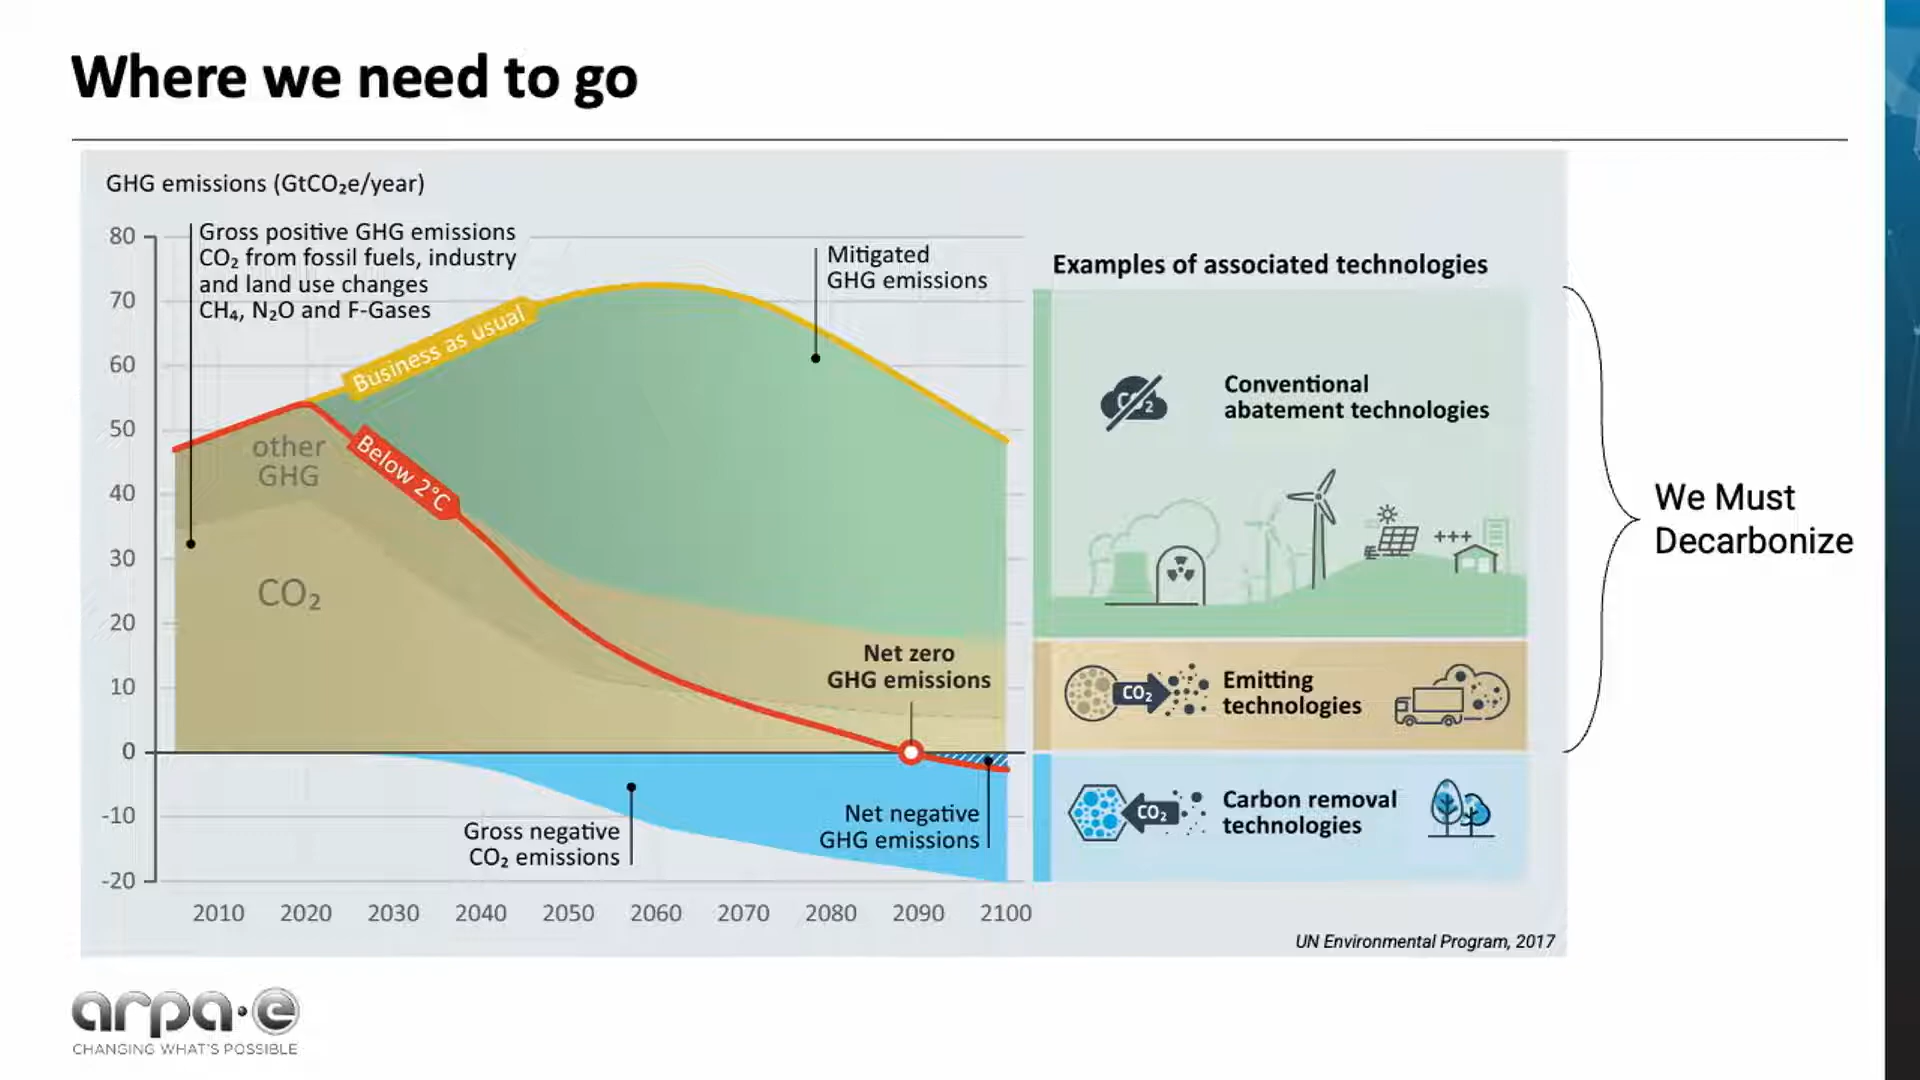 Where we need to go
GHG emissions (GtCO₂e/year)
80
70
60
50
40
30
20
10
0
-10
-20
Gross positive GHG emissions
CO₂ from fossil fuels, industry
and land use changes
CH₄, N₂O and F-Gases
Business as usual
Mitigated
GHG emissions
Below 2°C
other
GHG
CO₂
Net zero
GHG emissions
Gross negative
CO₂ emissions
Net negative
GHG emissions
2010 2020 2030 2040 2050 2060 2070 2080 2090 2100
Examples of associated technologies
CO₂
Conventional
abatement technologies
+++
CO₂
Emitting
technologies
CO₂
Carbon removal
technologies
We Must
Decarbonize
UN Environmental Program, 2017
arpa·e
CHANGING WHAT'S POSSIBLE